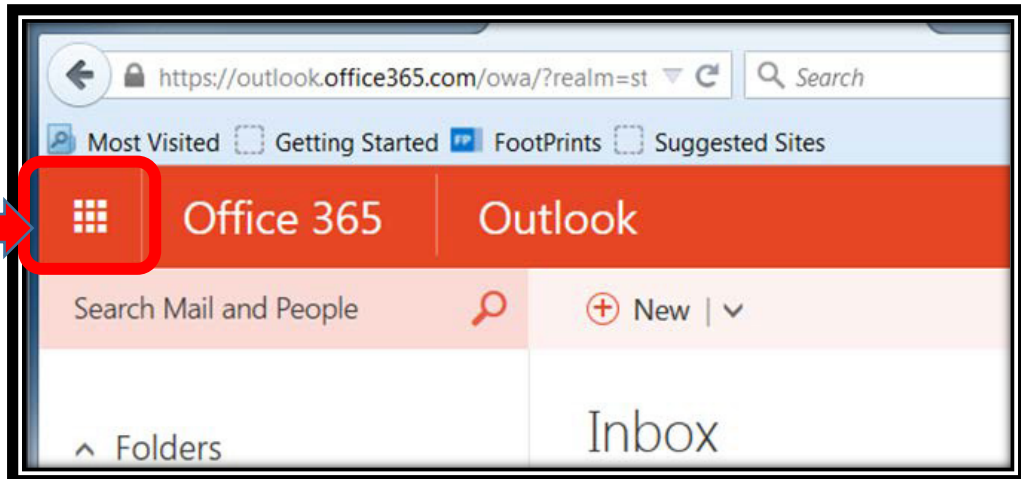 https://outlook.office365.com/owa/?realm=st Search
Most Visited Getting Started FP FootPrints Suggested Sites
Office 365 Outlook
Search Mail and People New
Folders Inbox